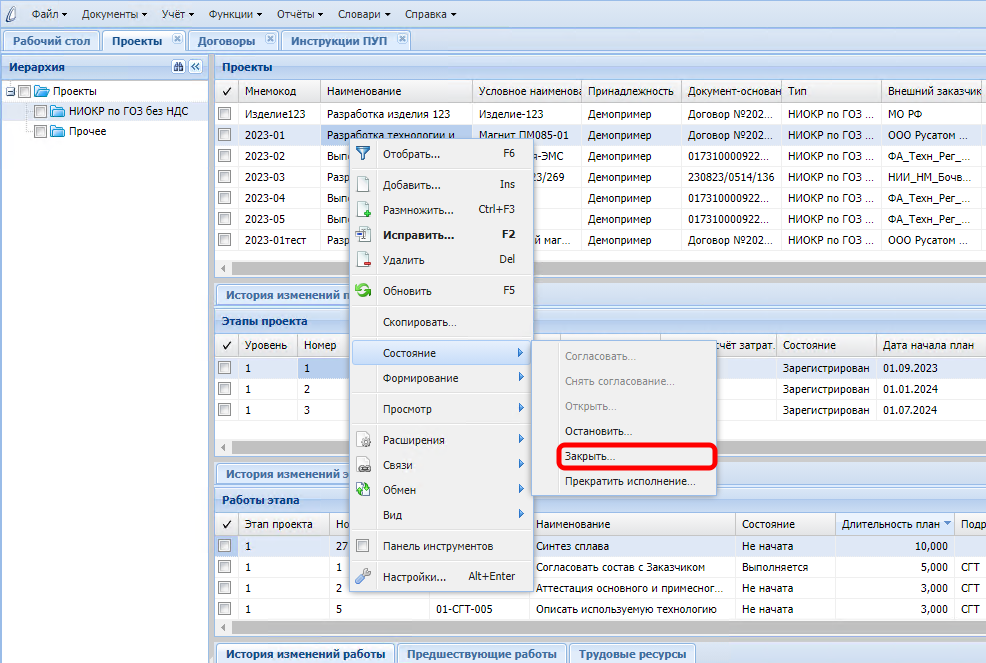 Файл Документы Учёт Функции Отчёты Словари Справка
Рабочий стол Проекты Договоры Инструкции ПУП
Иерархия
Проекты
НИОКР по ГОЗ без НДС
Прочее
Проекты
Мнемокод Наименование Условное наименова Принадлежность Документ-основан Тип Внешний заказчик
Изделие123 Разработка изделия 123 Изделие-123 Демопример Договор №202... НИОКР по ГОЗ ... МО РФ
2023-01 Разработка технологии и Магнит ПМ085-01 Демопример Договор №202... НИОКР по ГОЗ ... ООО Русатом ...
2023-02 Выпо я-ЭМС Демопример 017310000922... НИОКР по ГОЗ ... ФА_Техн_Рег_...
2023-03 Разр 23/269 Демопример 230823/0514/136 НИОКР по ГОЗ ... НИИ_НМ_Бочв...
2023-04 Выпо Демопример 017310000922... НИОКР по ГОЗ ... ФА_Техн_Рег_...
2023-05 Выпо Демопример 017310000922... НИОКР по ГОЗ ... ФА_Техн_Рег_...
2023-01тест Разр й маг... Демопример Договор №202... НИОКР по ГОЗ ... ООО Русатом ...
Отобрать... F6
Добавить... Ins
Размножить... Ctrl+F3
Исправить... F2
Удалить Del
Обновить F5
Скопировать...
Состояние
Формирование
Просмотр
Расширения
Связи
Обмен
Вид
Панель инструментов
Настройки... Alt+Enter
Согласовать...
Снять согласование...
Открыть...
Остановить...
Закрыть...
Прекратить исполнение...
История изменений п
Этапы проекта
Уровень Номер счёт затрат. Состояние Дата начала план
1 1 Зарегистрирован 01.09.2023
1 2 Зарегистрирован 01.01.2024
1 3 Зарегистрирован 01.07.2024
История изменений э
Работы этапа
Этап проекта Но Наименование Состояние Длительность план Подр
1 27 Синтез сплава Не начата 10,000
1 1 Согласовать состав с Заказчиком Выполняется 5,000 СГТ
1 2 Аттестация основного и примесног... Не начата 3,000 СГТ
1 5 01-СГТ-005 Описать используемую технологию Не начата 3,000 СГТ
История изменений работы Предшествующие работы Трудовые ресурсы